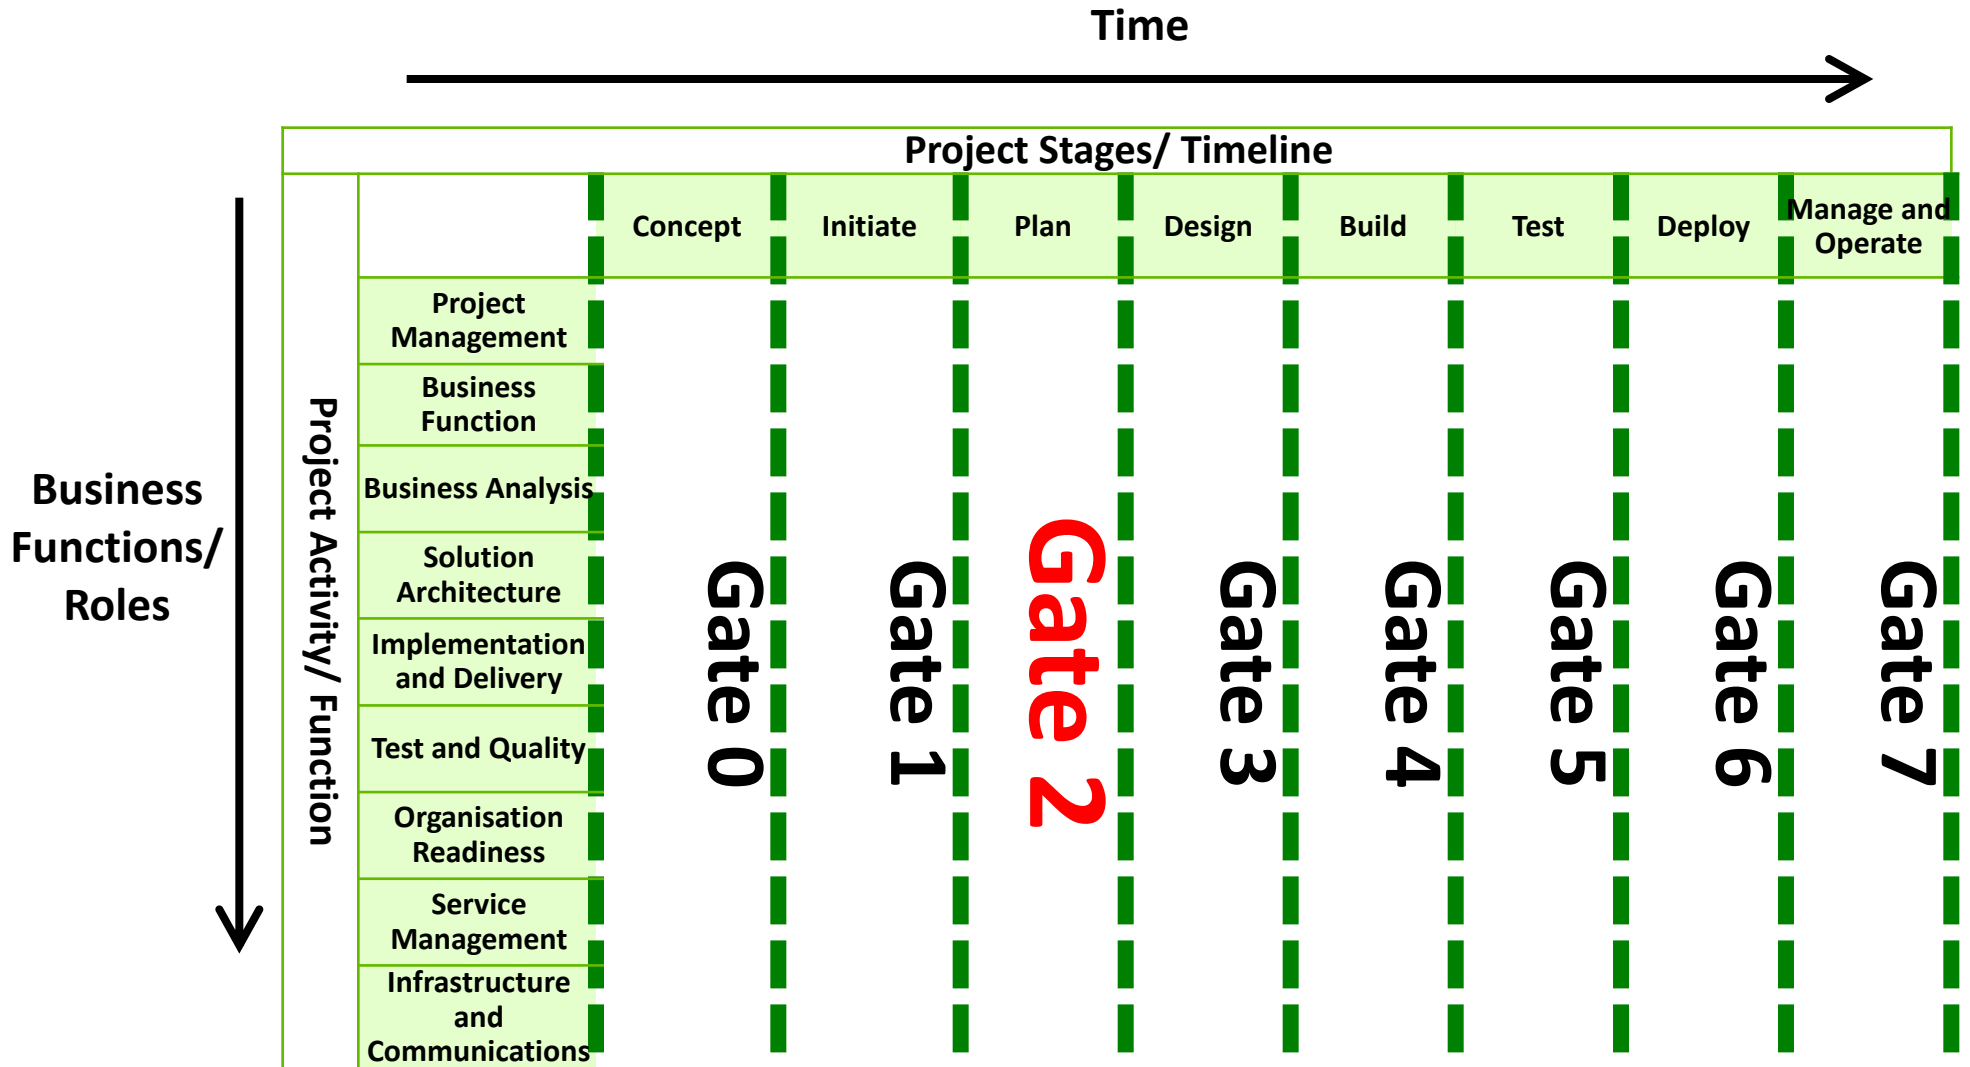 Time
Project Stages/ Timeline
Concept
Initiate
Plan
Design
Build
Test
Deploy
Manage and
Operate
Business
Functions/
Roles
Project Activity/ Function
Project
Management
Business
Function
Business Analysis
Solution
Architecture
Implementation
and Delivery
Test and Quality
Organisation
Readiness
Service
Management
Infrastructure
and
Communications
Gate 0
Gate 1
Gate 2
Gate 3
Gate 4
Gate 5
Gate 6
Gate 7